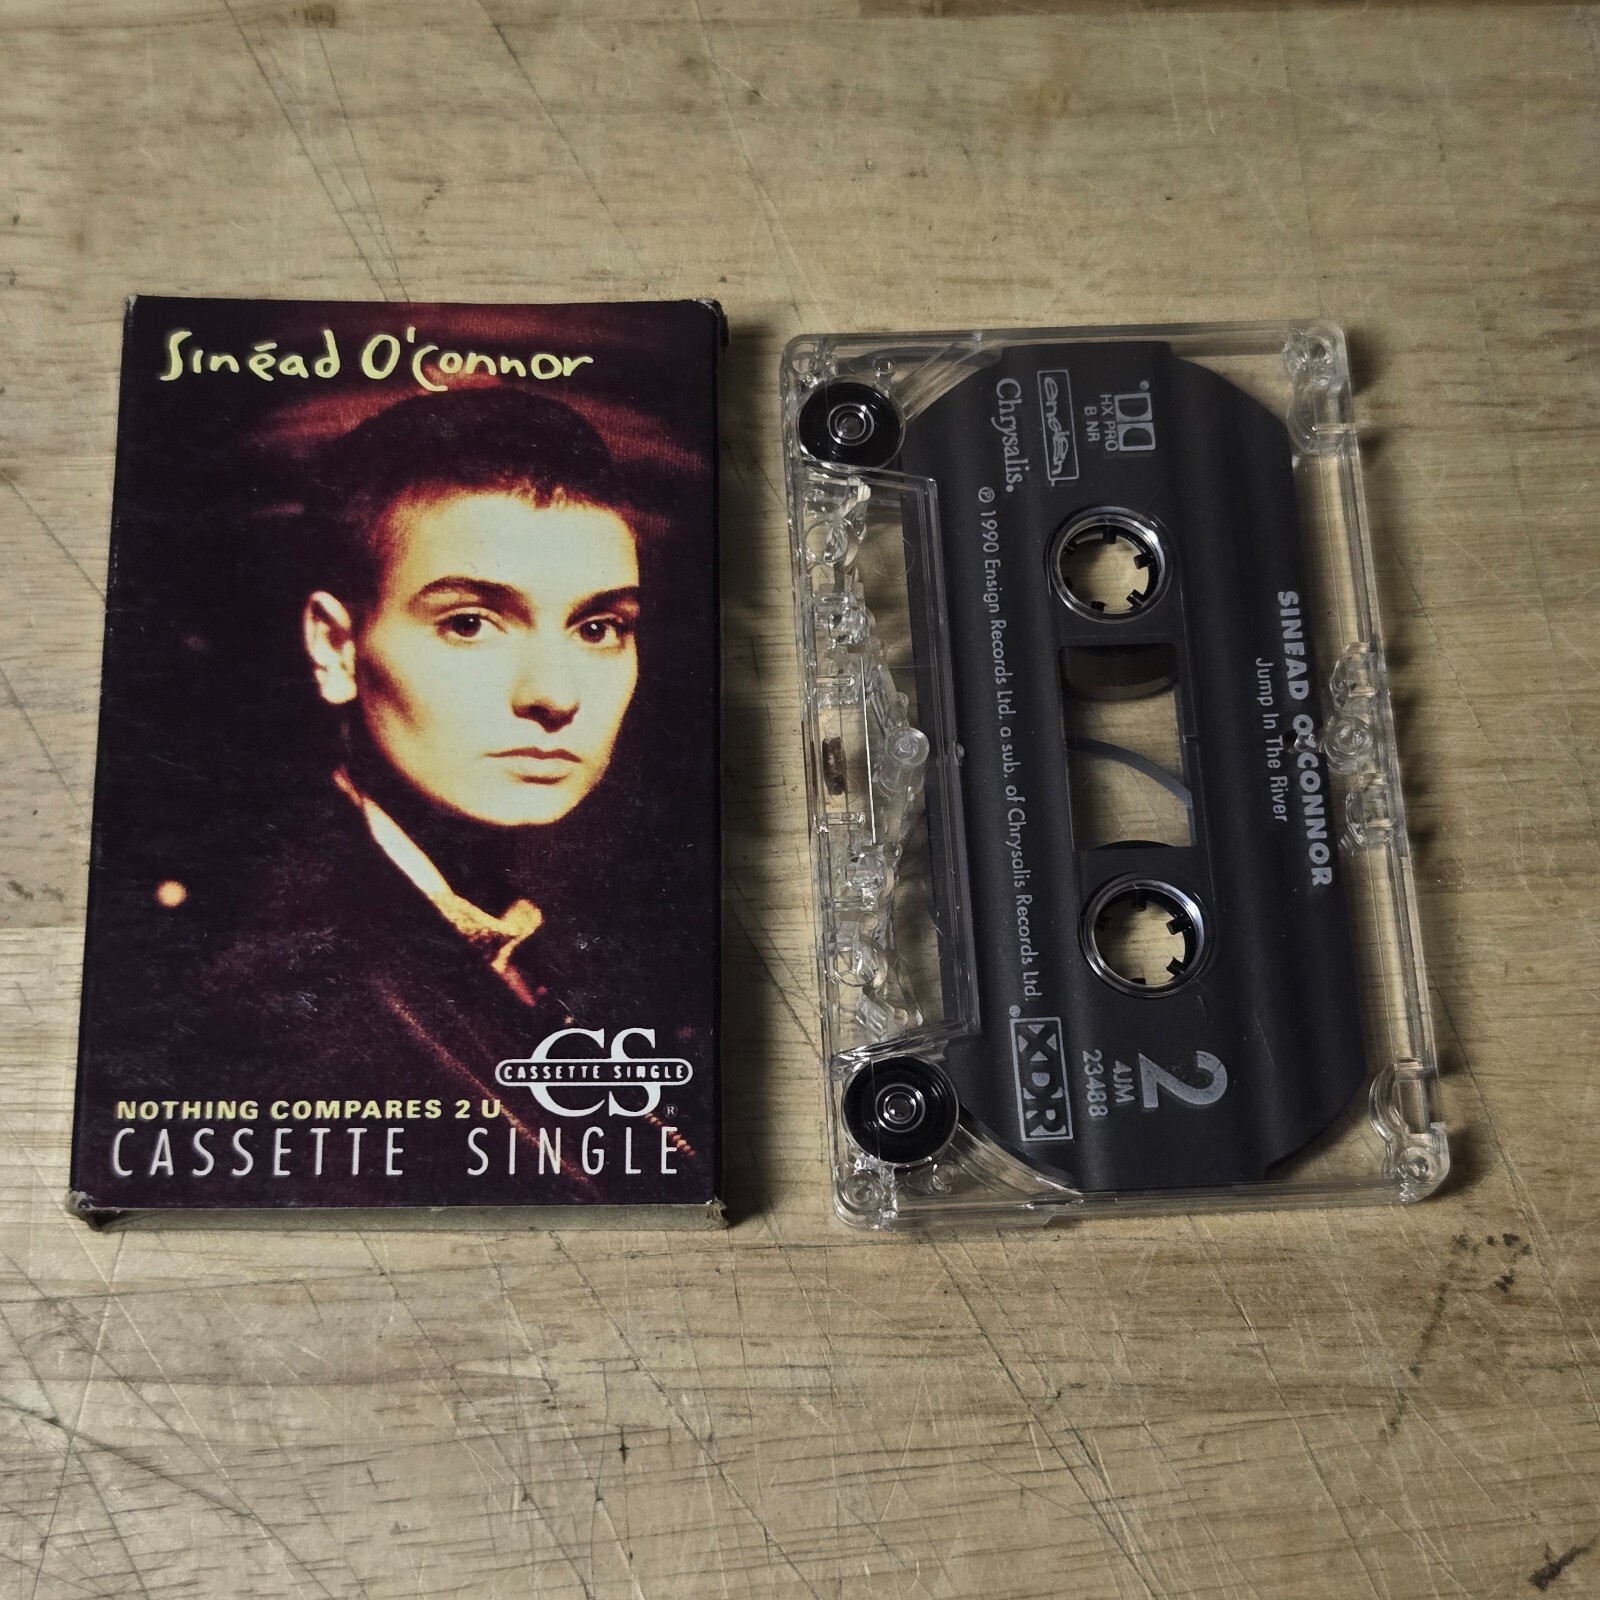 Sinéad O'Connor
CS
CASSETTE SINGLE
®
NOTHING COMPARES 2 U
CASSETTE SINGLE
SINEAD O'CONNOR
Jump In The River
HX PRO
B NR
ensign
Chrysalis®
℗ 1990 Ensign Records Ltd. a sub. of Chrysalis Records Ltd.
2
4JM
23488
XDR®